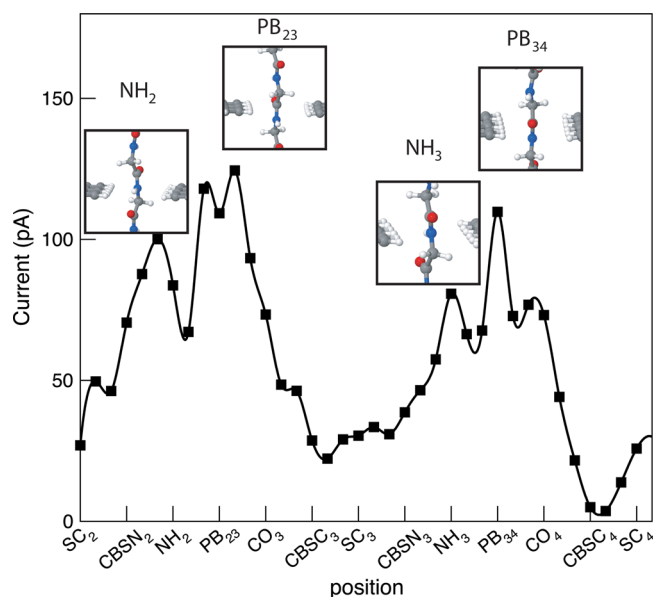 PB₂₃
PB₃₄
NH₂
NH₃
150
100
50
0
Current (pA)
SC₂
CBSN₂
NH₂
PB₂₃
CO₃
CBSC₃
SC₃
CBSN₃
NH₃
PB₃₄
CO₄
CBSC₄
SC₄
position